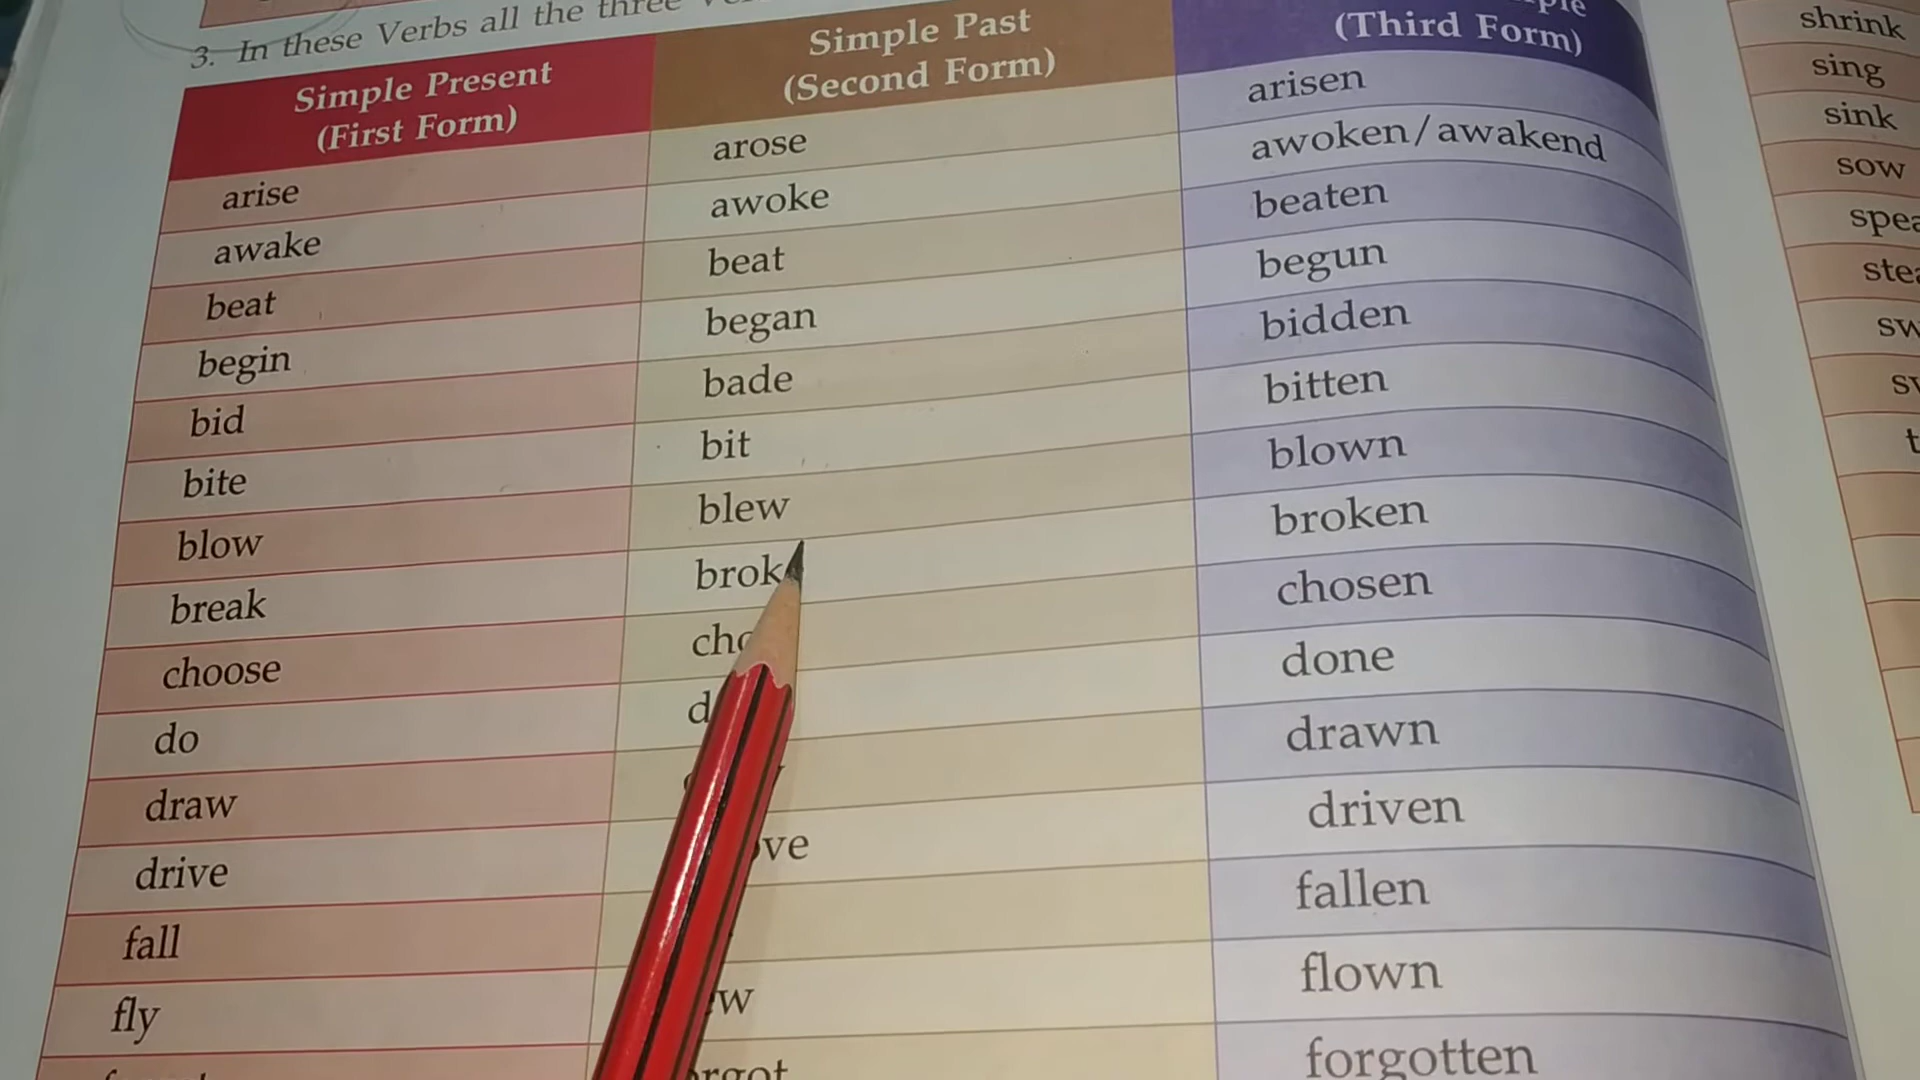 3. In these Verbs all the three
Simple Present
(First Form)
Simple Past
(Second Form)
(Third Form)
arise arose arisen
awake awoke awoken/awakend
beat beat beaten
begin began begun
bid bade bidden
bite bit bitten
blow blew blown
break brok broken
choose chosen
do done
draw drawn
drive driven
fall fallen
fly flown
forgotten
shrink
sing
sink
sow